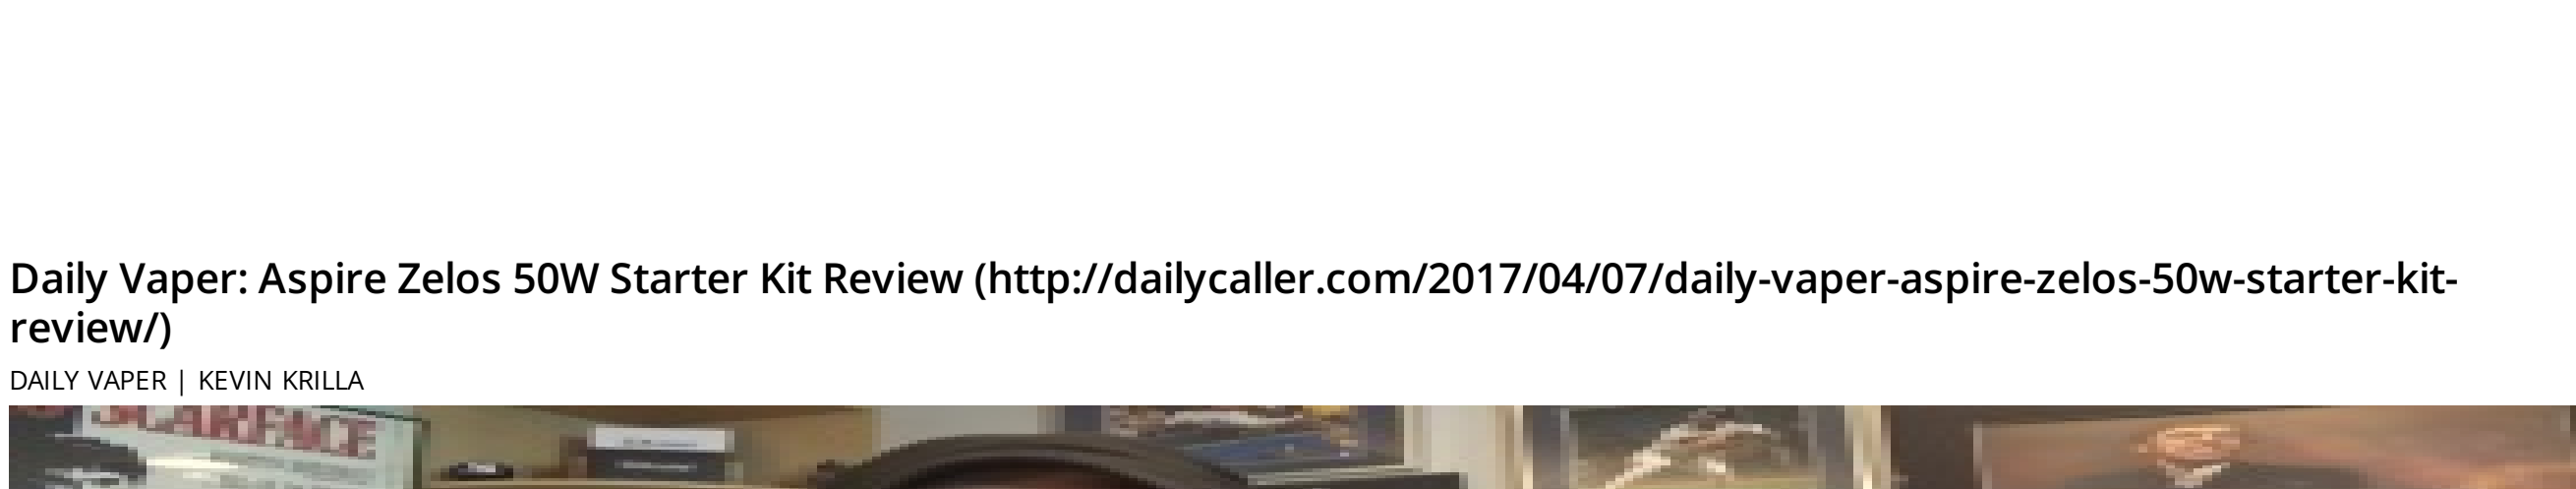 Daily Vaper: Aspire Zelos 50W Starter Kit Review (http://dailycaller.com/2017/04/07/daily-vaper-aspire-zelos-50w-starter-kit-
review/)
DAILY VAPER | KEVIN KRILLA
SCARFACE